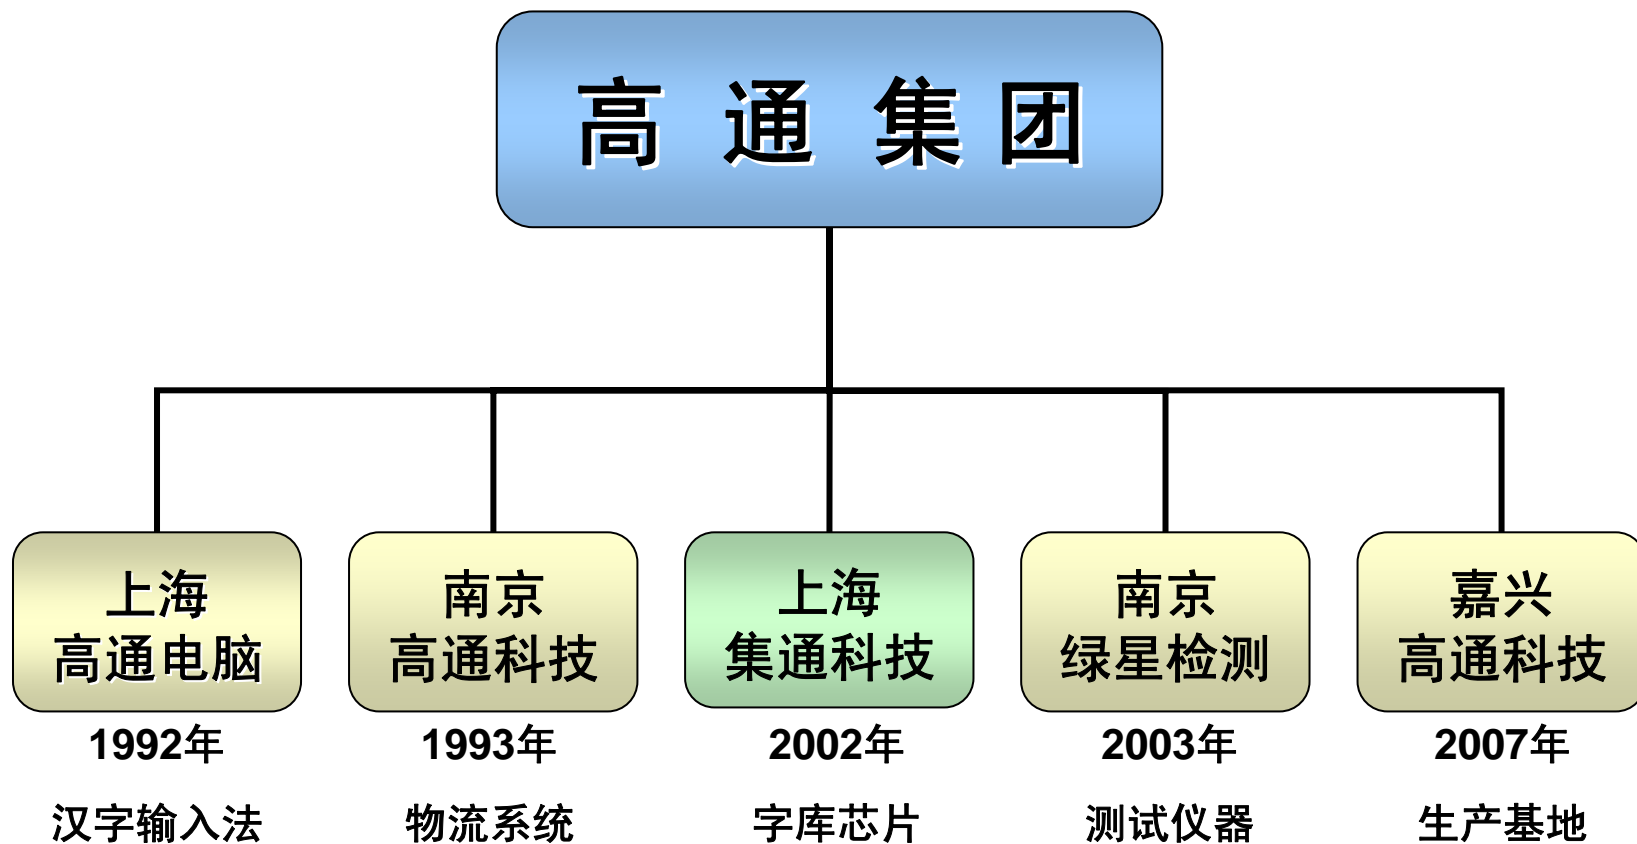 高通集团
上海
高通电脑
1992年
汉字输入法
南京
高通科技
1993年
物流系统
上海
集通科技
2002年
字库芯片
南京
绿星检测
2003年
测试仪器
嘉兴
高通科技
2007年
生产基地